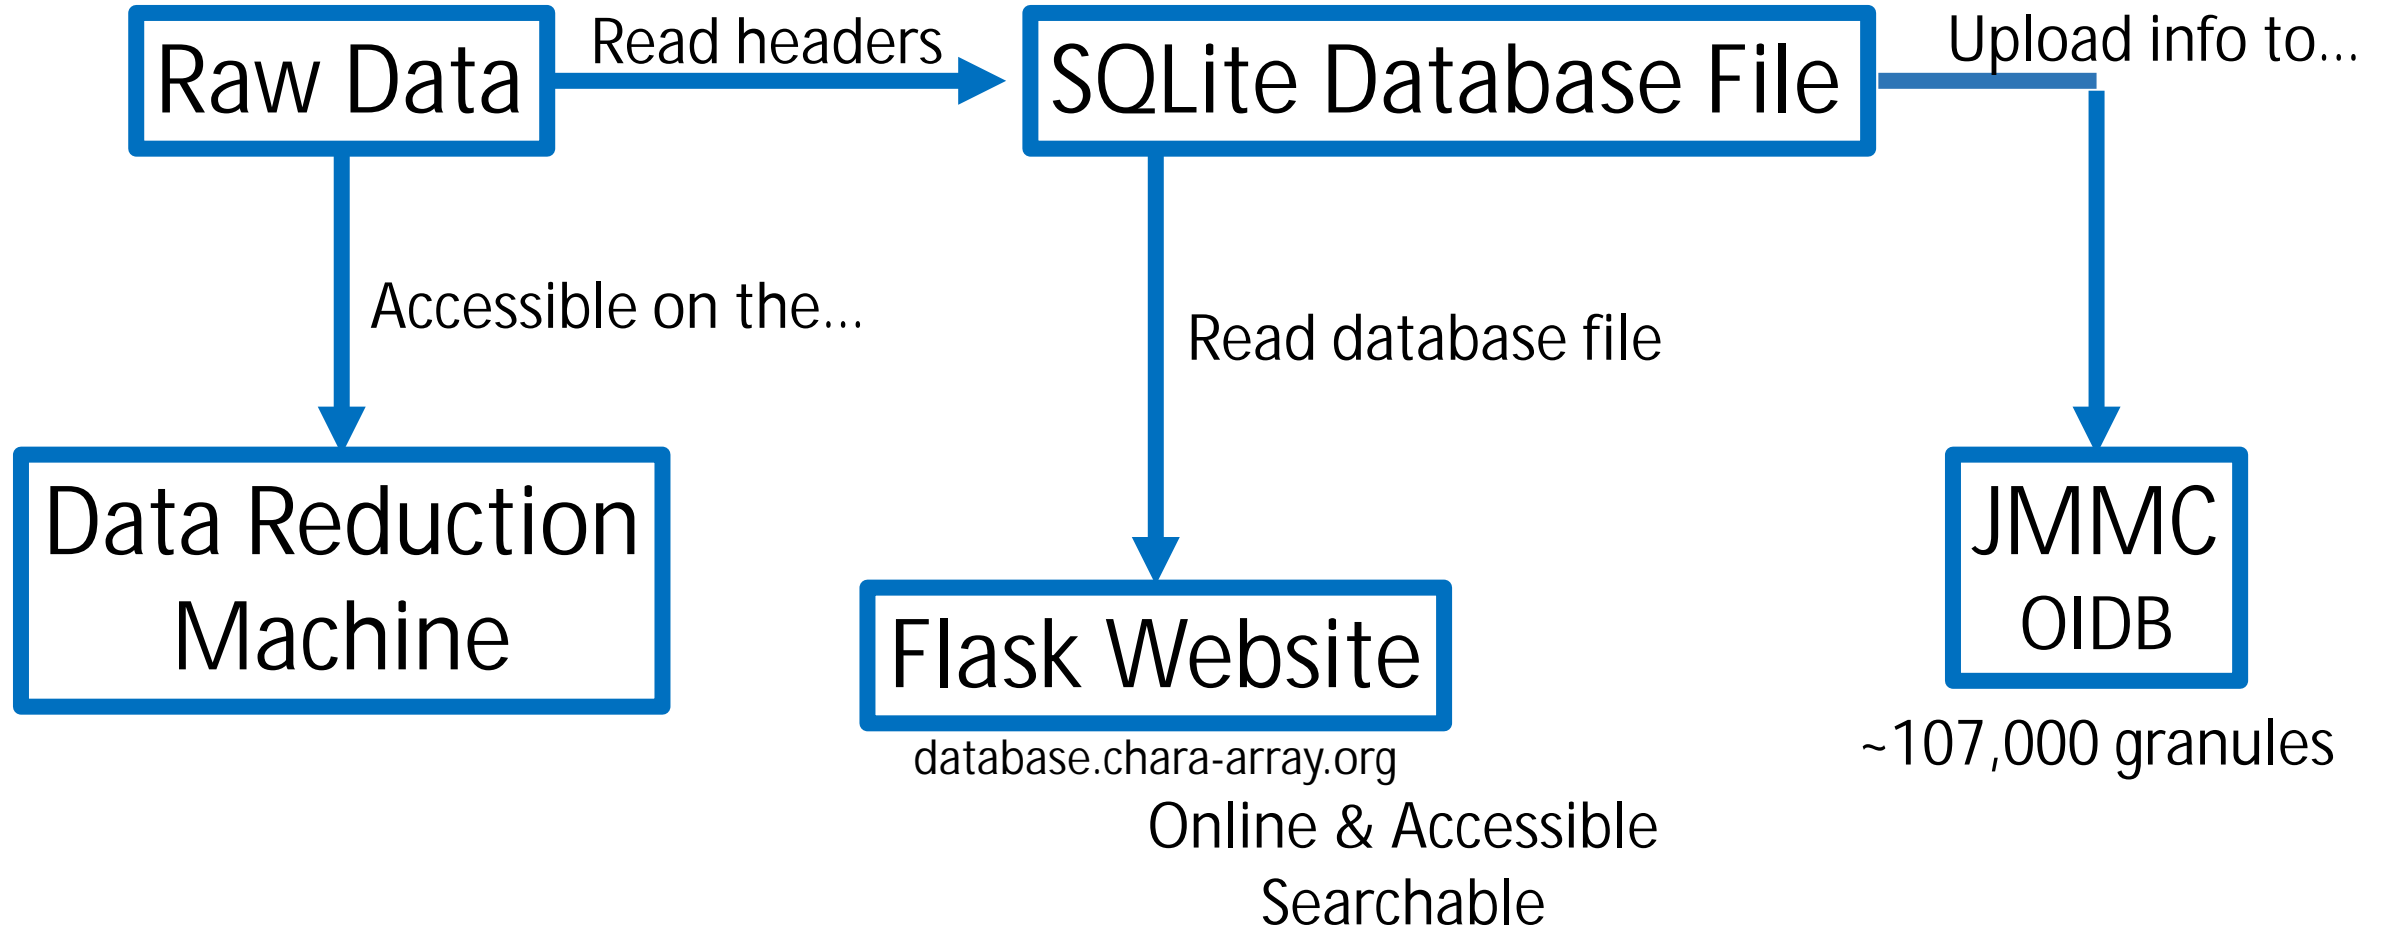 Raw Data
Read headers
SQLite Database File
Upload info to...
Accessible on the...
Read database file
Data Reduction
Machine
Flask Website
database.chara-array.org
Online & Accessible
Searchable
JMMC
OIDB
~107,000 granules